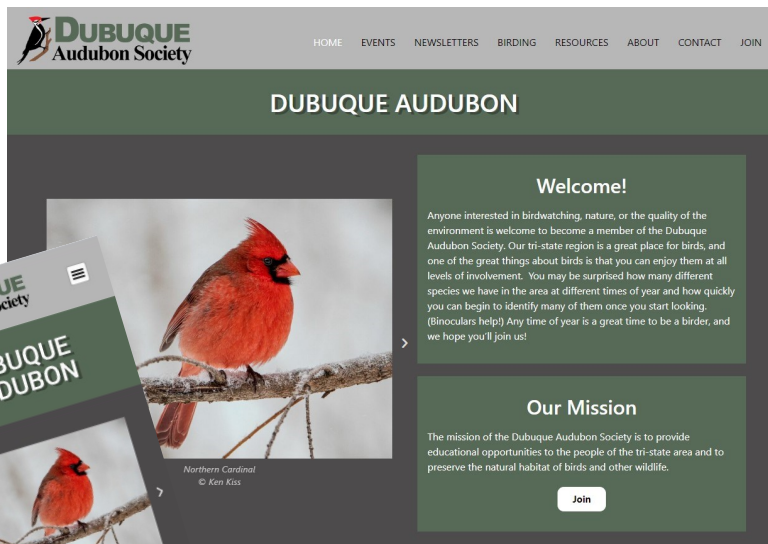 DUBUQUE
Audubon Society
HOME EVENTS NEWSLETTERS BIRDING RESOURCES ABOUT CONTACT JOIN
DUBUQUE AUDUBON
Welcome!
Anyone interested in birdwatching, nature, or the quality of the
environment is welcome to become a member of the Dubuque
Audubon Society. Our tri-state region is a great place for birds, and
one of the great things about birds is that you can enjoy them at all
levels of involvement. You may be surprised how many different
species we have in the area at different times of year and how quickly
you can begin to identify many of them once you start looking.
(Binoculars help!) Any time of year is a great time to be a birder, and
we hope you'll join us!
Our Mission
The mission of the Dubuque Audubon Society is to provide
educational opportunities to the people of the tri-state area and to
preserve the natural habitat of birds and other wildlife.
Join
Northern Cardinal
© Ken Kiss
UE
ciety
BUQUE
DUBON